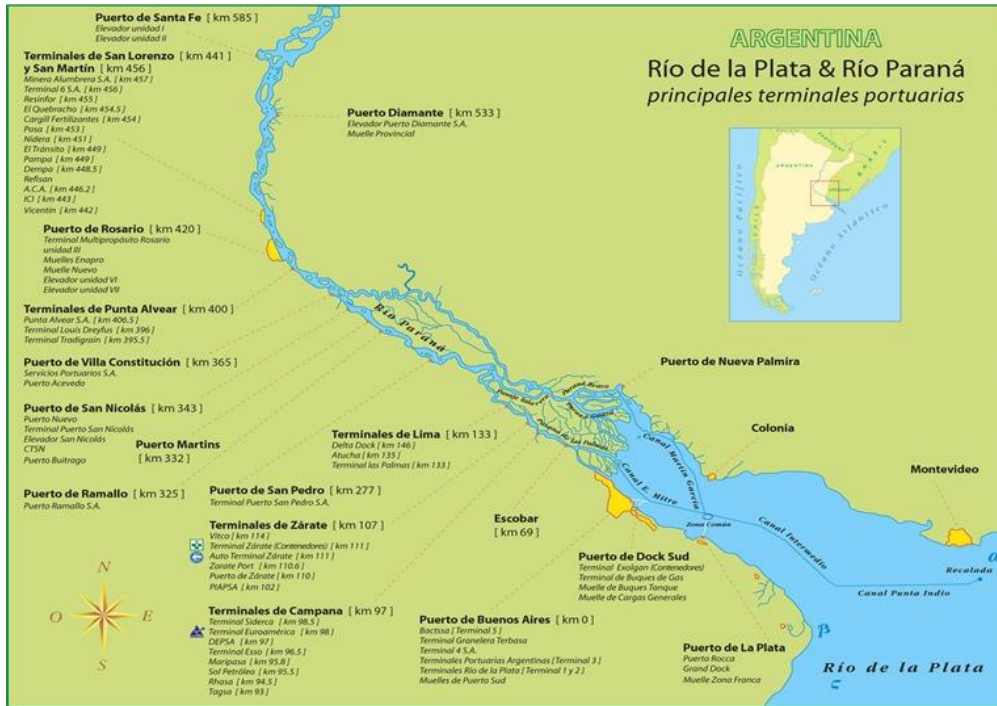 ARGENTINA
Río de la Plata & Río Paraná
principales terminales portuarias
Puerto de Santa Fe [ km 585 ]
Elevador unidad I
Elevador unidad II
Terminales de San Lorenzo [ km 441 ]
y San Martín [ km 456 ]
Minera Alumbrera S.A. [ km 457 ]
Terminal 6 S.A. [ km 456 ]
Resinfor [ km 455 ]
El Quebracho [ km 454.5 ]
Cargill Fertilizantes [ km 454 ]
Pasa [ km 453 ]
Nidera [ km 451 ]
El Tránsito [ km 449 ]
Pampa [ km 449 ]
Dempa [ km 448.5 ]
Refisan
A.C.A. [ km 446.2 ]
ICI [ km 443 ]
Vicentin [ km 442 ]
Puerto Diamante [ km 533 ]
Elevador Puerto Diamante S.A.
Muelle Provincial
Puerto de Rosario [ km 420 ]
Terminal Multipropósito Rosario
unidad III
Muelles Enapro
Muelle Nuevo
Elevador unidad VI
Elevador unidad VII
Terminales de Punta Alvear [ km 400 ]
Punta Alvear S.A. [ km 406.5 ]
Terminal Louis Dreyfus [ km 396 ]
Terminal Tradigrain [ km 395.5 ]
Puerto de Villa Constitución [ km 365 ]
Servicios Portuarios S.A.
Puerto Acevedo
Puerto de San Nicolás [ km 343 ]
Puerto Nuevo
Terminal Puerto San Nicolás
Elevador San Nicolás
CTSN
Puerto Buitrago
Puerto Martins
[ km 332 ]
Puerto de Ramallo [ km 325 ]
Puerto Ramallo S.A.
Terminales de Lima [ km 133 ]
Delta Dock [ km 146 ]
Atucha [ km 135 ]
Terminal las Palmas [ km 133 ]
Puerto de San Pedro [ km 277 ]
Terminal Puerto San Pedro S.A.
Terminales de Zárate [ km 107 ]
Vitco [ km 114 ]
Terminal Zárate (Contenedores) [ km 111 ]
Auto Terminal Zárate [ km 111 ]
Zarate Port [ km 110.6 ]
Puerto de Zárate [ km 110 ]
PIAPSA [ km 102 ]
Terminales de Campana [ km 97 ]
Terminal Siderca [ km 98.5 ]
Terminal Euroamérica [ km 98 ]
DEPSA [ km 97 ]
Terminal Esso [ km 96.5 ]
Maripasa [ km 95.8 ]
Sol Petróleo [ km 95.5 ]
Rhasa [ km 94.5 ]
Tagsa [ km 93 ]
Escobar
[ km 69 ]
Puerto de Buenos Aires [ km 0 ]
Bactssa [ Terminal 5 ]
Terminal Granelera Terbasa
Terminal 4 S.A.
Terminales Portuarias Argentinas [ Terminal 3 ]
Terminales Río de la Plata [ Terminal 1 y 2 ]
Muelles de Puerto Sud
Puerto de Dock Sud
Terminal Exolgan (Contenedores)
Terminal de Buques de Gas
Muelle de Buques Tanque
Muelle de Cargas Generales
Puerto de La Plata
Puerto Rocca
Grand Dock
Muelle Zona Franca
Puerto de Nueva Palmira
Colonia
Montevideo
Río Paraná
Paraná Bravo
Paraná Guazú
Paraná de las Palmas
Canal Martín García
Canal E. Mitre
Zona Común
Canal Intermedio
Canal Punta Indio
Recalada
Río de la Plata
N
O
E
S
ARGENTINA
PARAGUAY
BRASIL
URUGUAY
CHILE
Océano Pacífico
Océano Atlántico